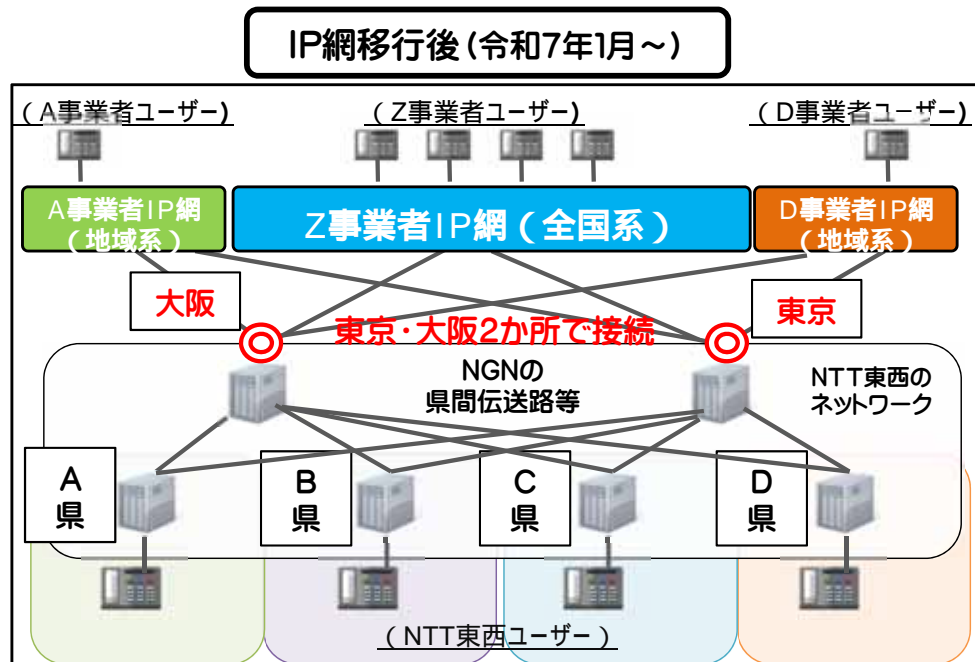 IP網移行後(令和7年1月~)
(A事業者ユーザー)
(Z事業者ユーザー)
(D事業者ユーザー)
A事業者IP網
(地域系)
Z事業者IP網(全国系)
D事業者IP網
(地域系)
大阪
東京
東京・大阪2か所で接続
NGNの
県間伝送路等
NTT東西の
ネットワーク
A
県
B
県
C
県
D
県
(NTT東西ユーザー)